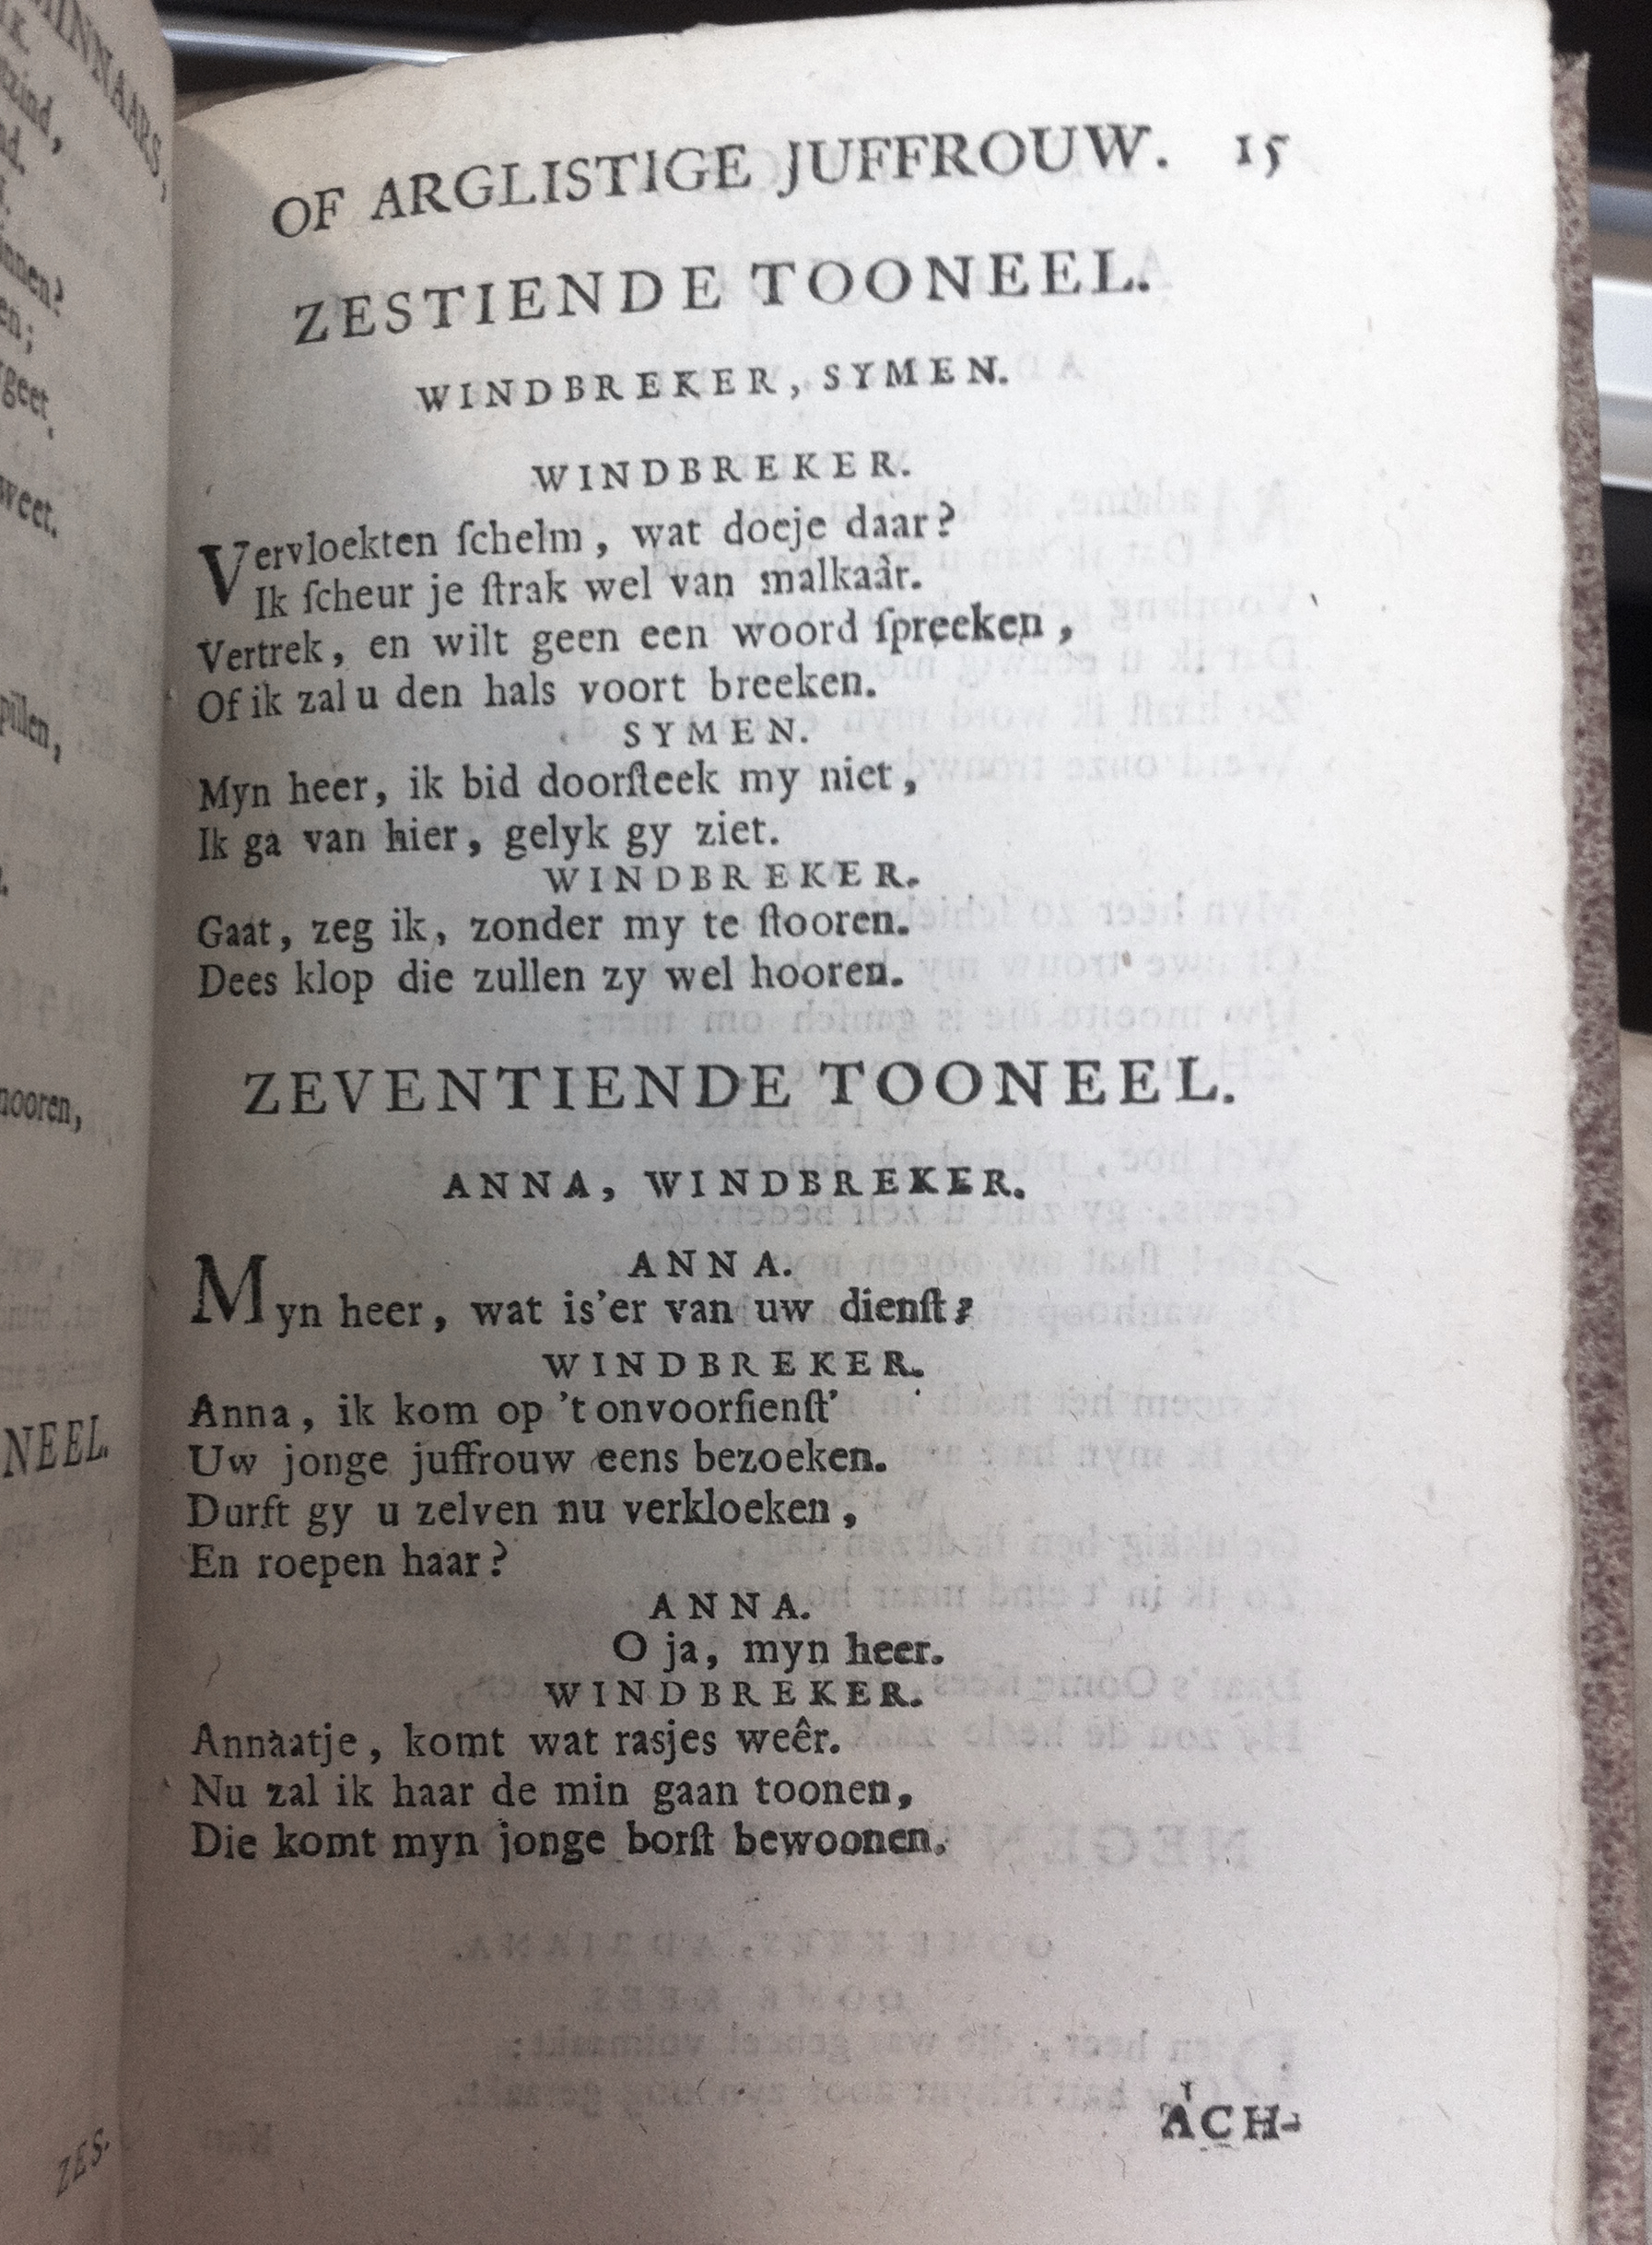 MINNAARS,
OF ARGLISTIGE JUFFROUW. 15
ZESTIENDE TOONEEL.
WINDBREKER, SYMEN.
WINDBREKER.
Vervloekten ſchelm, wat doeje daar?
Ik ſcheur je ſtrak wel van malkaâr.
Vertrek, en wilt geen een woord ſpreeken,
Of ik zal u den hals voort breeken.
SYMEN.
Myn heer, ik bid doorſteek my niet,
Ik ga van hier, gelyk gy ziet.
WINDBREKER.
Gaat, zeg ik, zonder my te ſtooren.
Dees klop die zullen zy wel hooren.
ZEVENTIENDE TOONEEL.
ANNA, WINDBREKER.
ANNA.
Myn heer, wat is'er van uw dienſt?
WINDBREKER.
Anna, ik kom op 't onvoorſienſt'
Uw jonge juffrouw eens bezoeken.
Durft gy u zelven nu verkloeken,
En roepen haar?
ANNA.
O ja, myn heer.
WINDBREKER.
Annaatje, komt wat rasjes weêr.
Nu zal ik haar de min gaan toonen,
Die komt myn jonge borſt bewoonen.
ACH-
NEEL.
ZES-